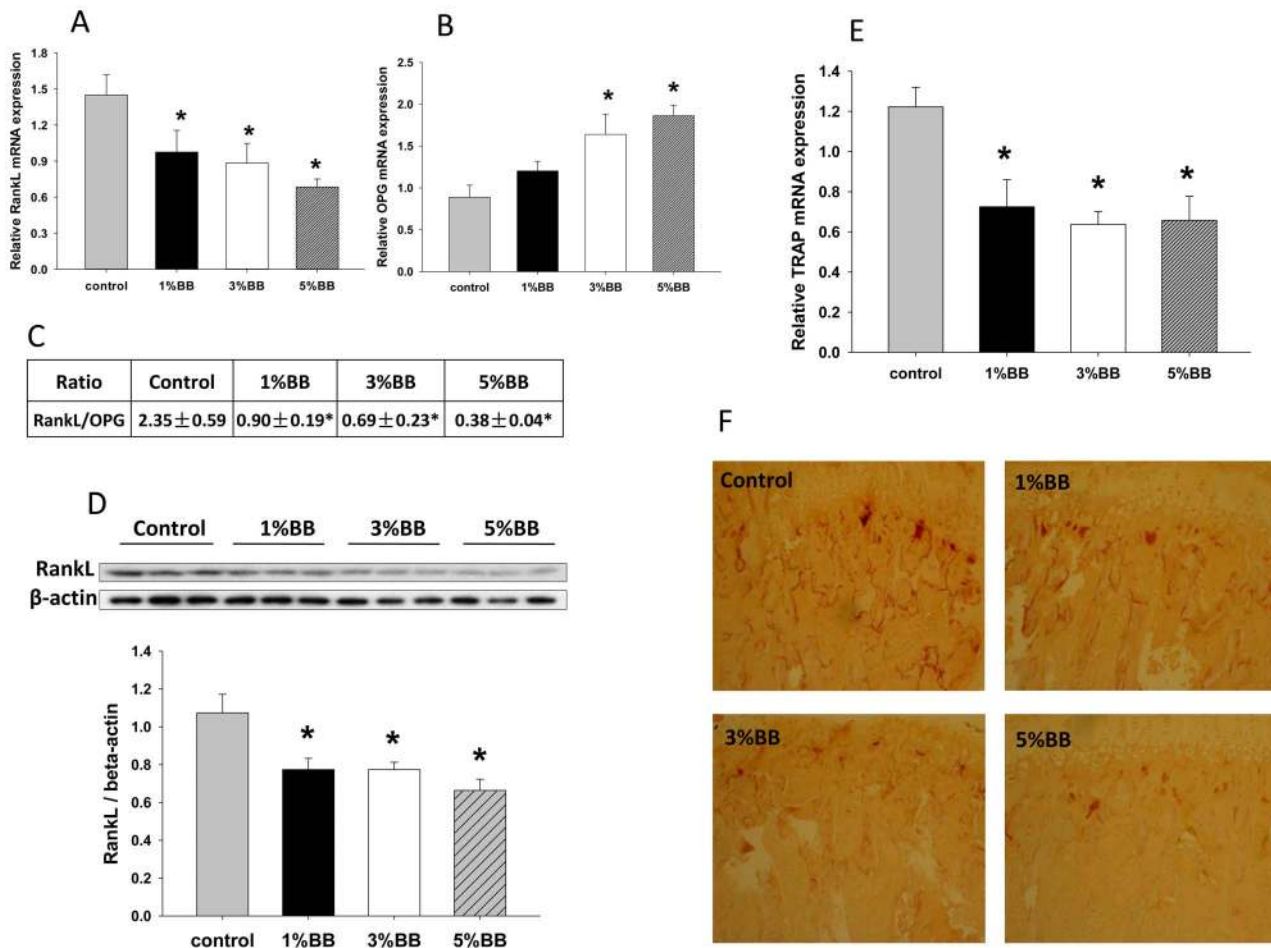 A
Relative RankL mRNA expression
1.8
1.5
1.2
0.9
0.6
0.3
0.0
*
*
*
control 1%BB 3%BB 5%BB
B
Relative OPG mRNA expression
2.5
2.0
1.5
1.0
0.5
0.0
*
*
control 1%BB 3%BB 5%BB
C
Ratio Control 1%BB 3%BB 5%BB
RankL/OPG 2.35±0.59 0.90±0.19* 0.69±0.23* 0.38±0.04*
D
Control 1%BB 3%BB 5%BB
RankL
β-actin
RankL / beta-actin
1.4
1.2
1.0
0.8
0.6
0.4
0.2
0.0
*
*
*
control 1%BB 3%BB 5%BB
E
Relative TRAP mRNA expression
1.4
1.2
1.0
0.8
0.6
0.4
0.2
0.0
*
*
*
control 1%BB 3%BB 5%BB
F
Control
1%BB
3%BB
5%BB